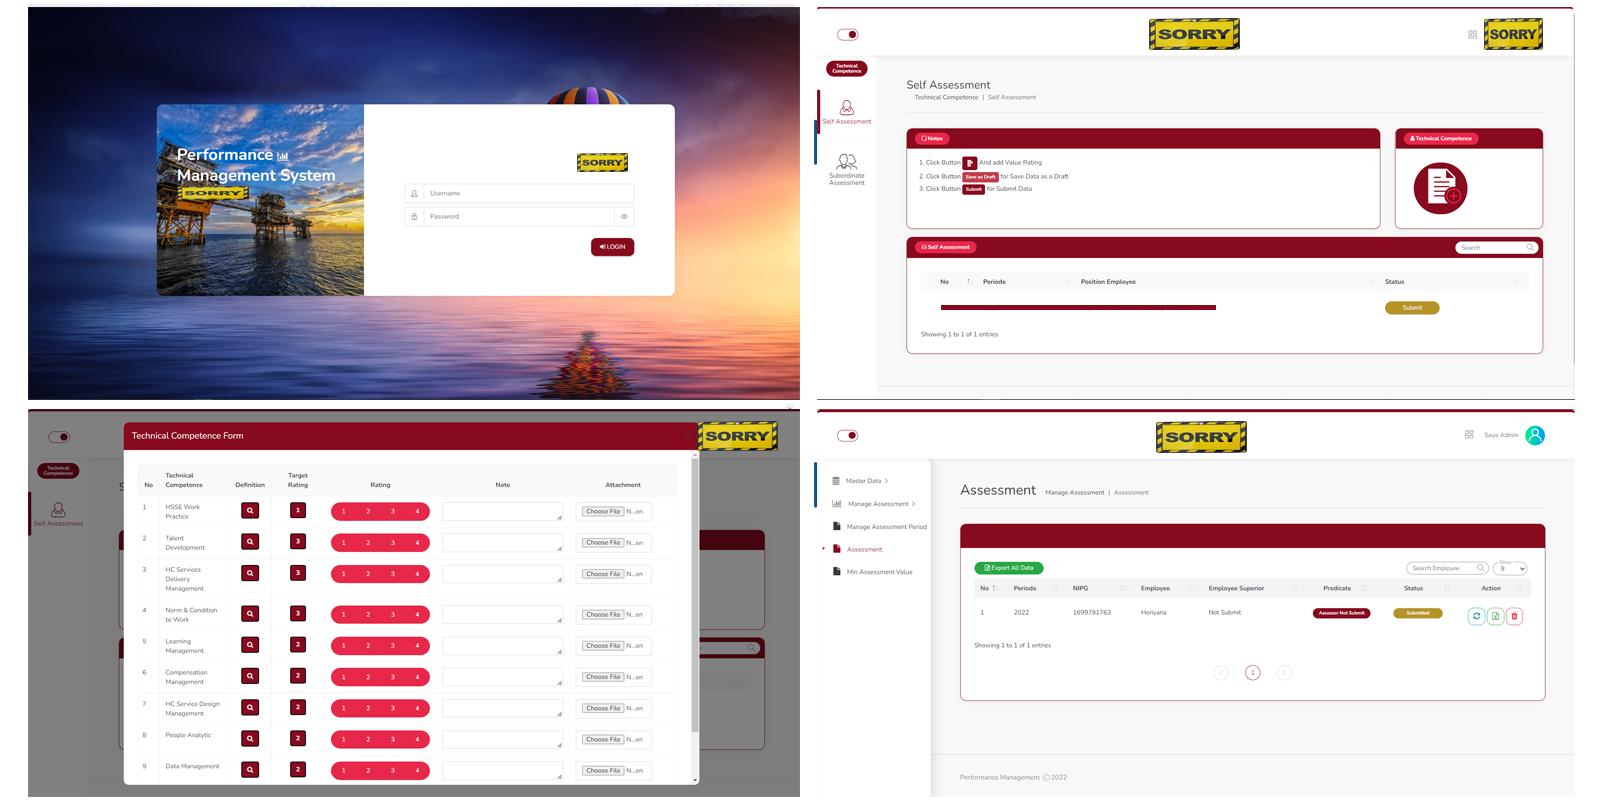 Performance
Management System
SORRY
SORRY
Username
Password
LOGIN
SORRY
SORRY
Technical
Competence
Self Assessment
Subordinate
Assessment
Self Assessment
Technical Competence | Self Assessment
Notes
1. Click Button And add Value Rating
2. Click Button Save as Draft for Save Data as a Draft
3. Click Button Submit for Submit Data
Technical Competence
Self Assessment
Search
No Periode Position Employee Status
Submit
Showing 1 to 1 of 1 entries
Technical
Competence
Self Assessment
SORRY
Technical Competence Form
No Technical Competence Definition Target Rating Rating Note Attachment
1 HSSE Work Practice 1 1 2 3 4 Choose File N...en
2 Talent Development 3 1 2 3 4 Choose File N...en
3 HC Services Delivery Management 3 1 2 3 4 Choose File N...en
4 Norm & Condition to Work 3 1 2 3 4 Choose File N...en
5 Learning Management 2 1 2 3 4 Choose File N...en
6 Compensation Management 2 1 2 3 4 Choose File N...en
7 HC Service Design Management 2 1 2 3 4 Choose File N...en
8 People Analytic 2 1 2 3 4 Choose File N...en
9 Data Management 2 1 2 3 4 Choose File N...en
SORRY
Saya Admin
Master Data
Manage Assessment
Manage Assessment Period
Assessment
Min Assessment Value
Assessment Manage Assessment | Assessment
Export All Data
Search Employee
Show
8
No Periode NIPG Employee Employee Superior Predicate Status Action
1 2022 1699781763 Heriyana Not Submit Assessor Not Submit Submitted
Showing 1 to 1 of 1 entries
1
Performance Management ©2022